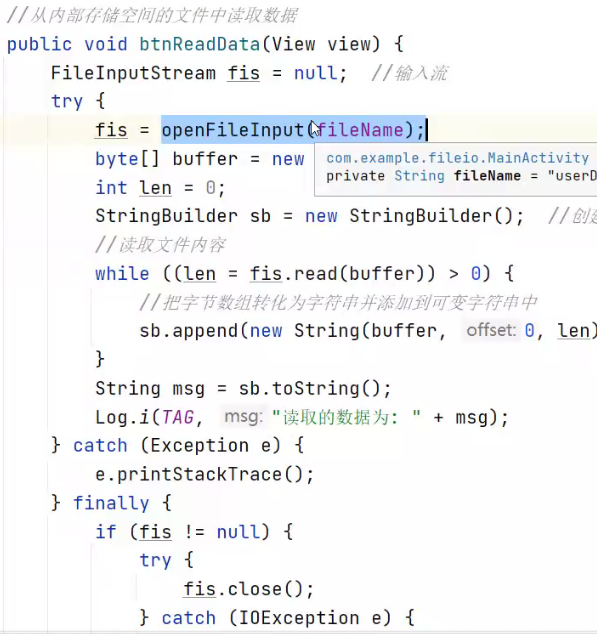 //从内部存储空间的文件中读取数据
public void btnReadData(View view) {
FileInputStream fis = null;  //输入流
try {
fis = openFileInput(fileName);
byte[] buffer = new
com.example.fileio.MainActivity
int len = 0;
private String fileName = "userD
StringBuilder sb = new StringBuilder();  //创建
//读取文件内容
while ((len = fis.read(buffer)) > 0) {
//把字节数组转化为字符串并添加到可变字符串中
sb.append(new String(buffer, offset: 0, len)
}
String msg = sb.toString();
Log.i(TAG, msg: "读取的数据为: " + msg);
} catch (Exception e) {
e.printStackTrace();
} finally {
if (fis != null) {
try {
fis.close();
} catch (IOException e) {